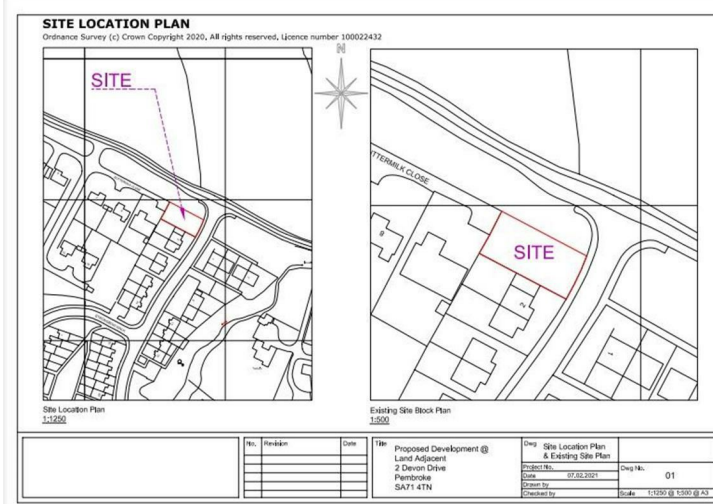 SITE LOCATION PLAN
Ordnance Survey (c) Crown Copyright 2020, All rights reserved, Licence number 100022432
N
SITE
TTERMILK CLOSE
SITE
8
2
1
Site Location Plan
1:1250
Existing Site Block Plan
1:500
No. Revision Date
Title
Proposed Development @
Land Adjacent
2 Devon Drive
Pembroke
SA71 4TN
Dwg Site Location Plan
& Existing Site Plan
Project No.
Date 07.02.2021
Drawn by
Checked by
Dwg No.
01
Scale 1:1250 @ 1:500 @ A3